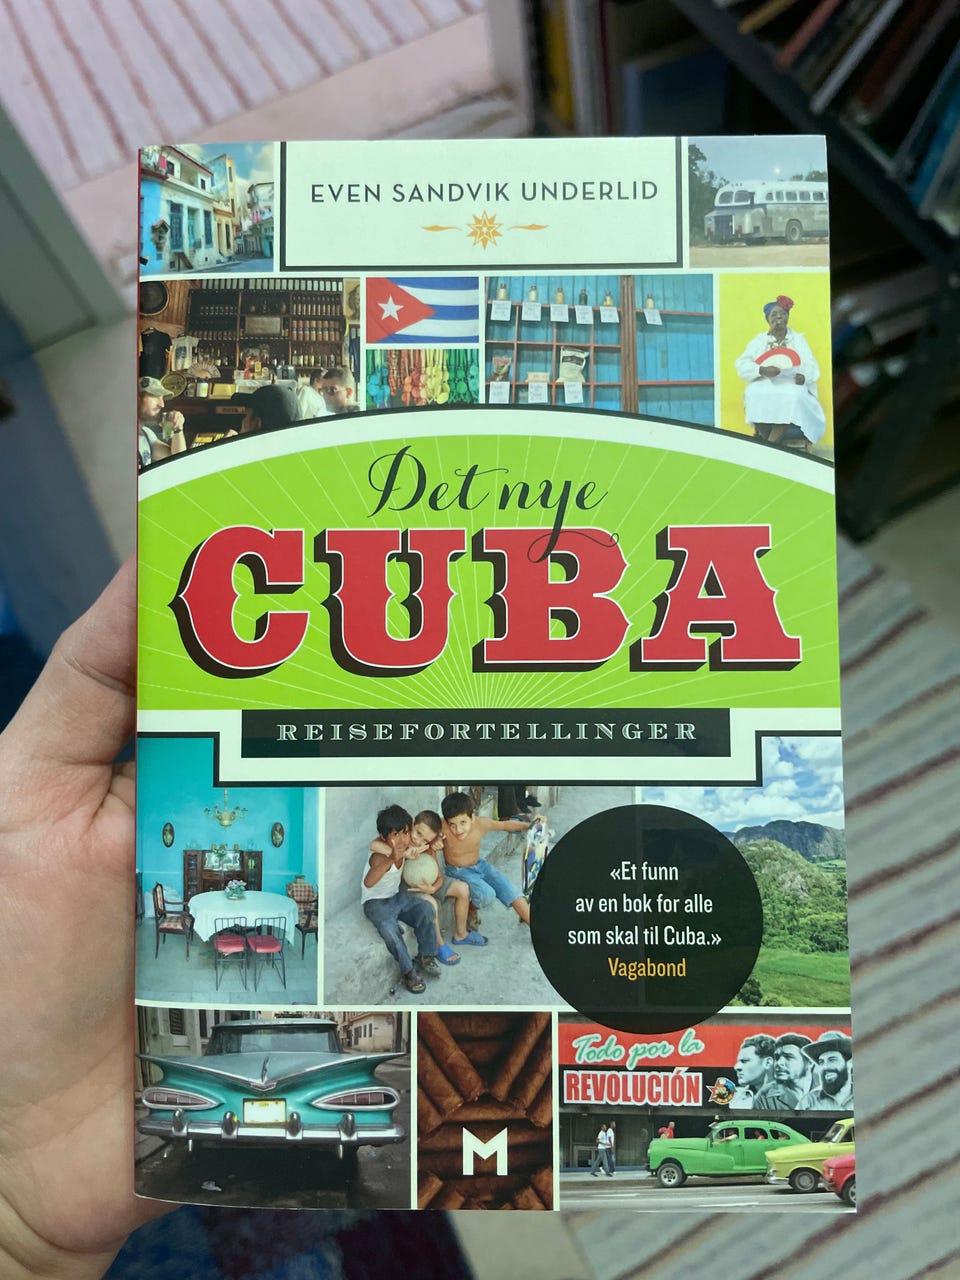 EVEN SANDVIK UNDERLID
Det nye
CUBA
REISEFORTELLINGER
«Et funn
av en bok for alle
som skal til Cuba.»
Vagabond
Todo por la
REVOLUCIÓN
M